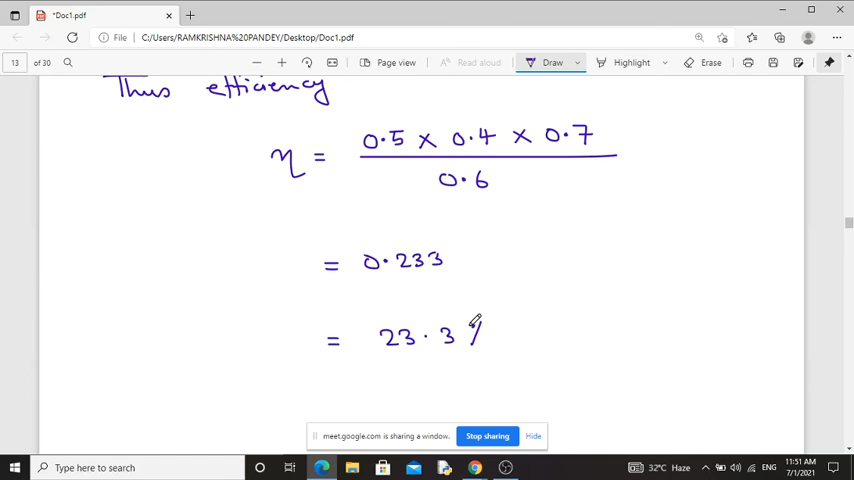 *Doc1.pdf
File C:/Users/RAMKRISHNA%20PANDEY/Desktop/Doc1.pdf
13 of 30 Page view Read aloud Draw Highlight Erase
Thus efficiency
η = 0.5 × 0.4 × 0.7
0.6
= 0.233
= 23.3 %
meet.google.com is sharing a window. Stop sharing Hide
Type here to search
32°C Haze
ENG
11:51 AM
7/1/2021